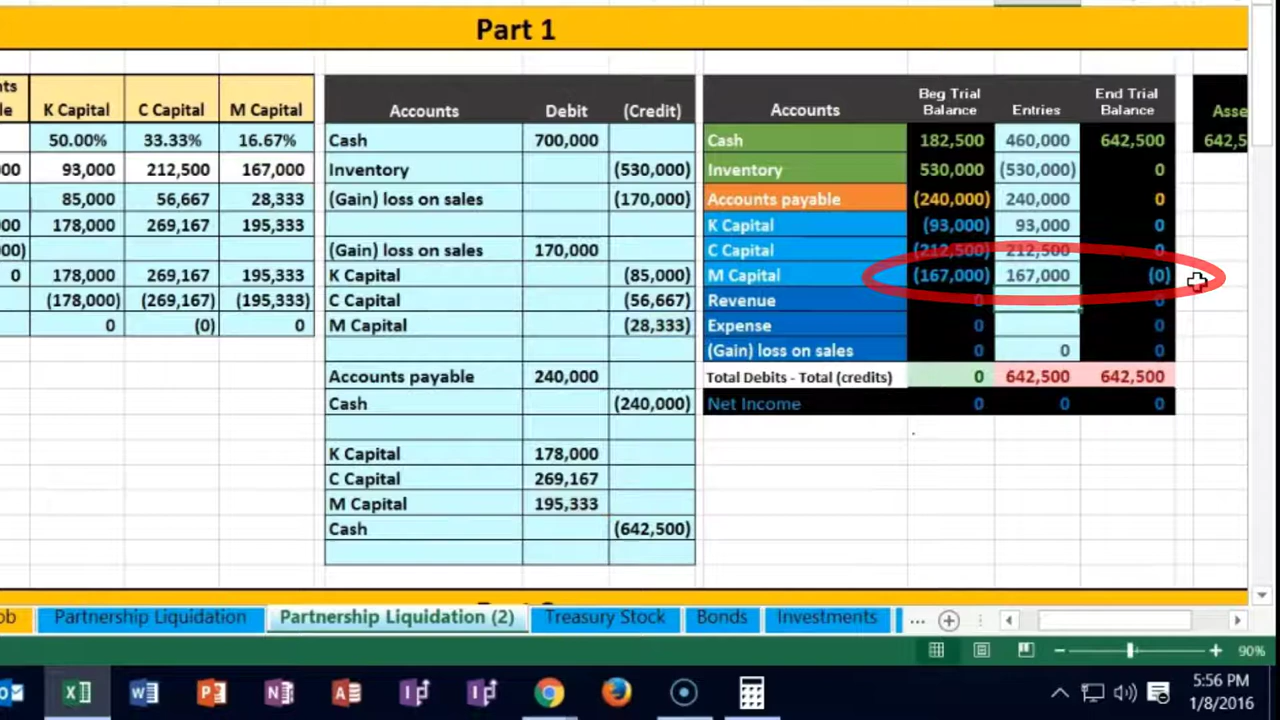 Part 1
nts
le K Capital C Capital M Capital
50.00% 33.33% 16.67%
000 93,000 212,500 167,000
85,000 56,667 28,333
0 178,000 269,167 195,333
00)
0 178,000 269,167 195,333
(178,000) (269,167) (195,333)
0 (0) 0
Accounts Debit (Credit)
Cash 700,000
Inventory (530,000)
(Gain) loss on sales (170,000)
(Gain) loss on sales 170,000
K Capital (85,000)
C Capital (56,667)
M Capital (28,333)
Accounts payable 240,000
Cash (240,000)
K Capital 178,000
C Capital 269,167
M Capital 195,333
Cash (642,500)
Beg Trial End Trial
Accounts Balance Entries Balance
Cash 182,500 460,000 642,500
Inventory 530,000 (530,000) 0
Accounts payable (240,000) 240,000 0
K Capital (93,000) 93,000 0
C Capital (212,500) 212,500 0
M Capital (167,000) 167,000 (0)
Revenue 0 0
Expense 0 0
(Gain) loss on sales 0 0 0
Total Debits - Total (credits) 0 642,500 642,500
Net Income 0 0 0
Asse
642,5
ob Partnership Liquidation Partnership Liquidation (2) Treasury Stock Bonds Investments ...
90%
5:56 PM
1/8/2016